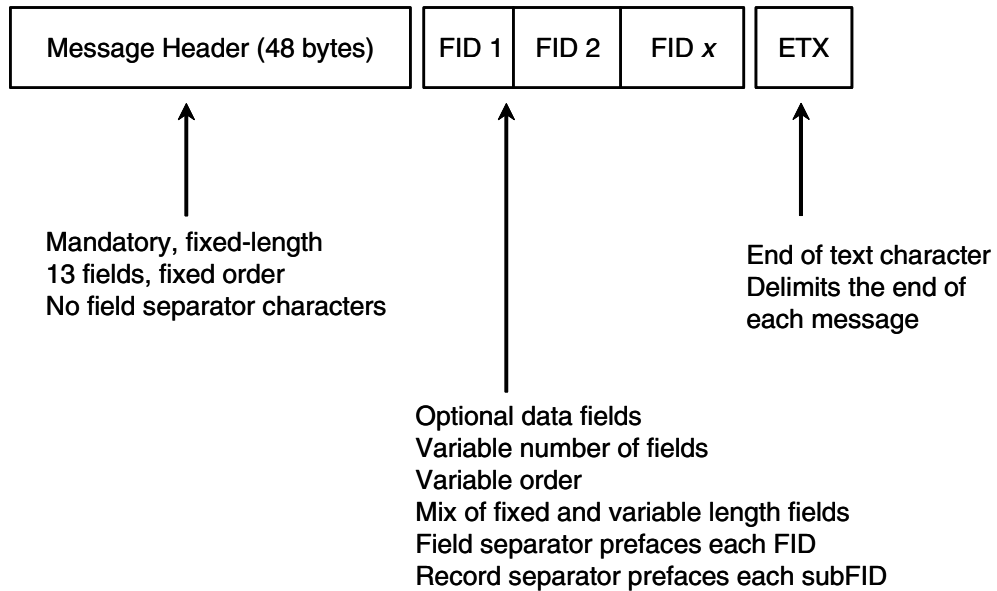 Message Header (48 bytes)
FID 1
FID 2
FID x
ETX
Mandatory, fixed-length
13 fields, fixed order
No field separator characters
End of text character
Delimits the end of
each message
Optional data fields
Variable number of fields
Variable order
Mix of fixed and variable length fields
Field separator prefaces each FID
Record separator prefaces each subFID